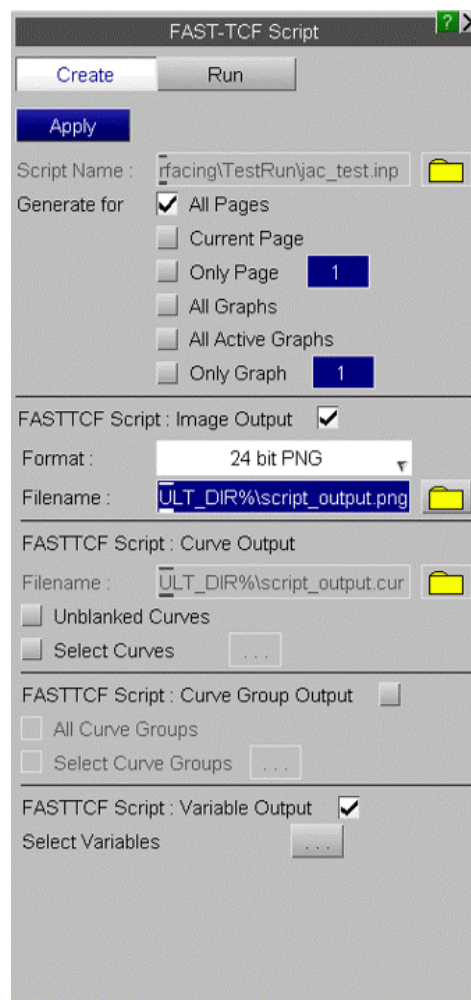 FAST-TCF Script ? X
Create Run
Apply
Script Name : rfacing\TestRun\jac_test.inp
Generate for All Pages
Current Page
Only Page 1
All Graphs
All Active Graphs
Only Graph 1
FASTTCF Script : Image Output
Format : 24 bit PNG
Filename : ULT_DIR%\script_output.png
FASTTCF Script : Curve Output
Filename : ULT_DIR%\script_output.cur
Unblanked Curves
Select Curves ...
FASTTCF Script : Curve Group Output
All Curve Groups
Select Curve Groups ...
FASTTCF Script : Variable Output
Select Variables ...